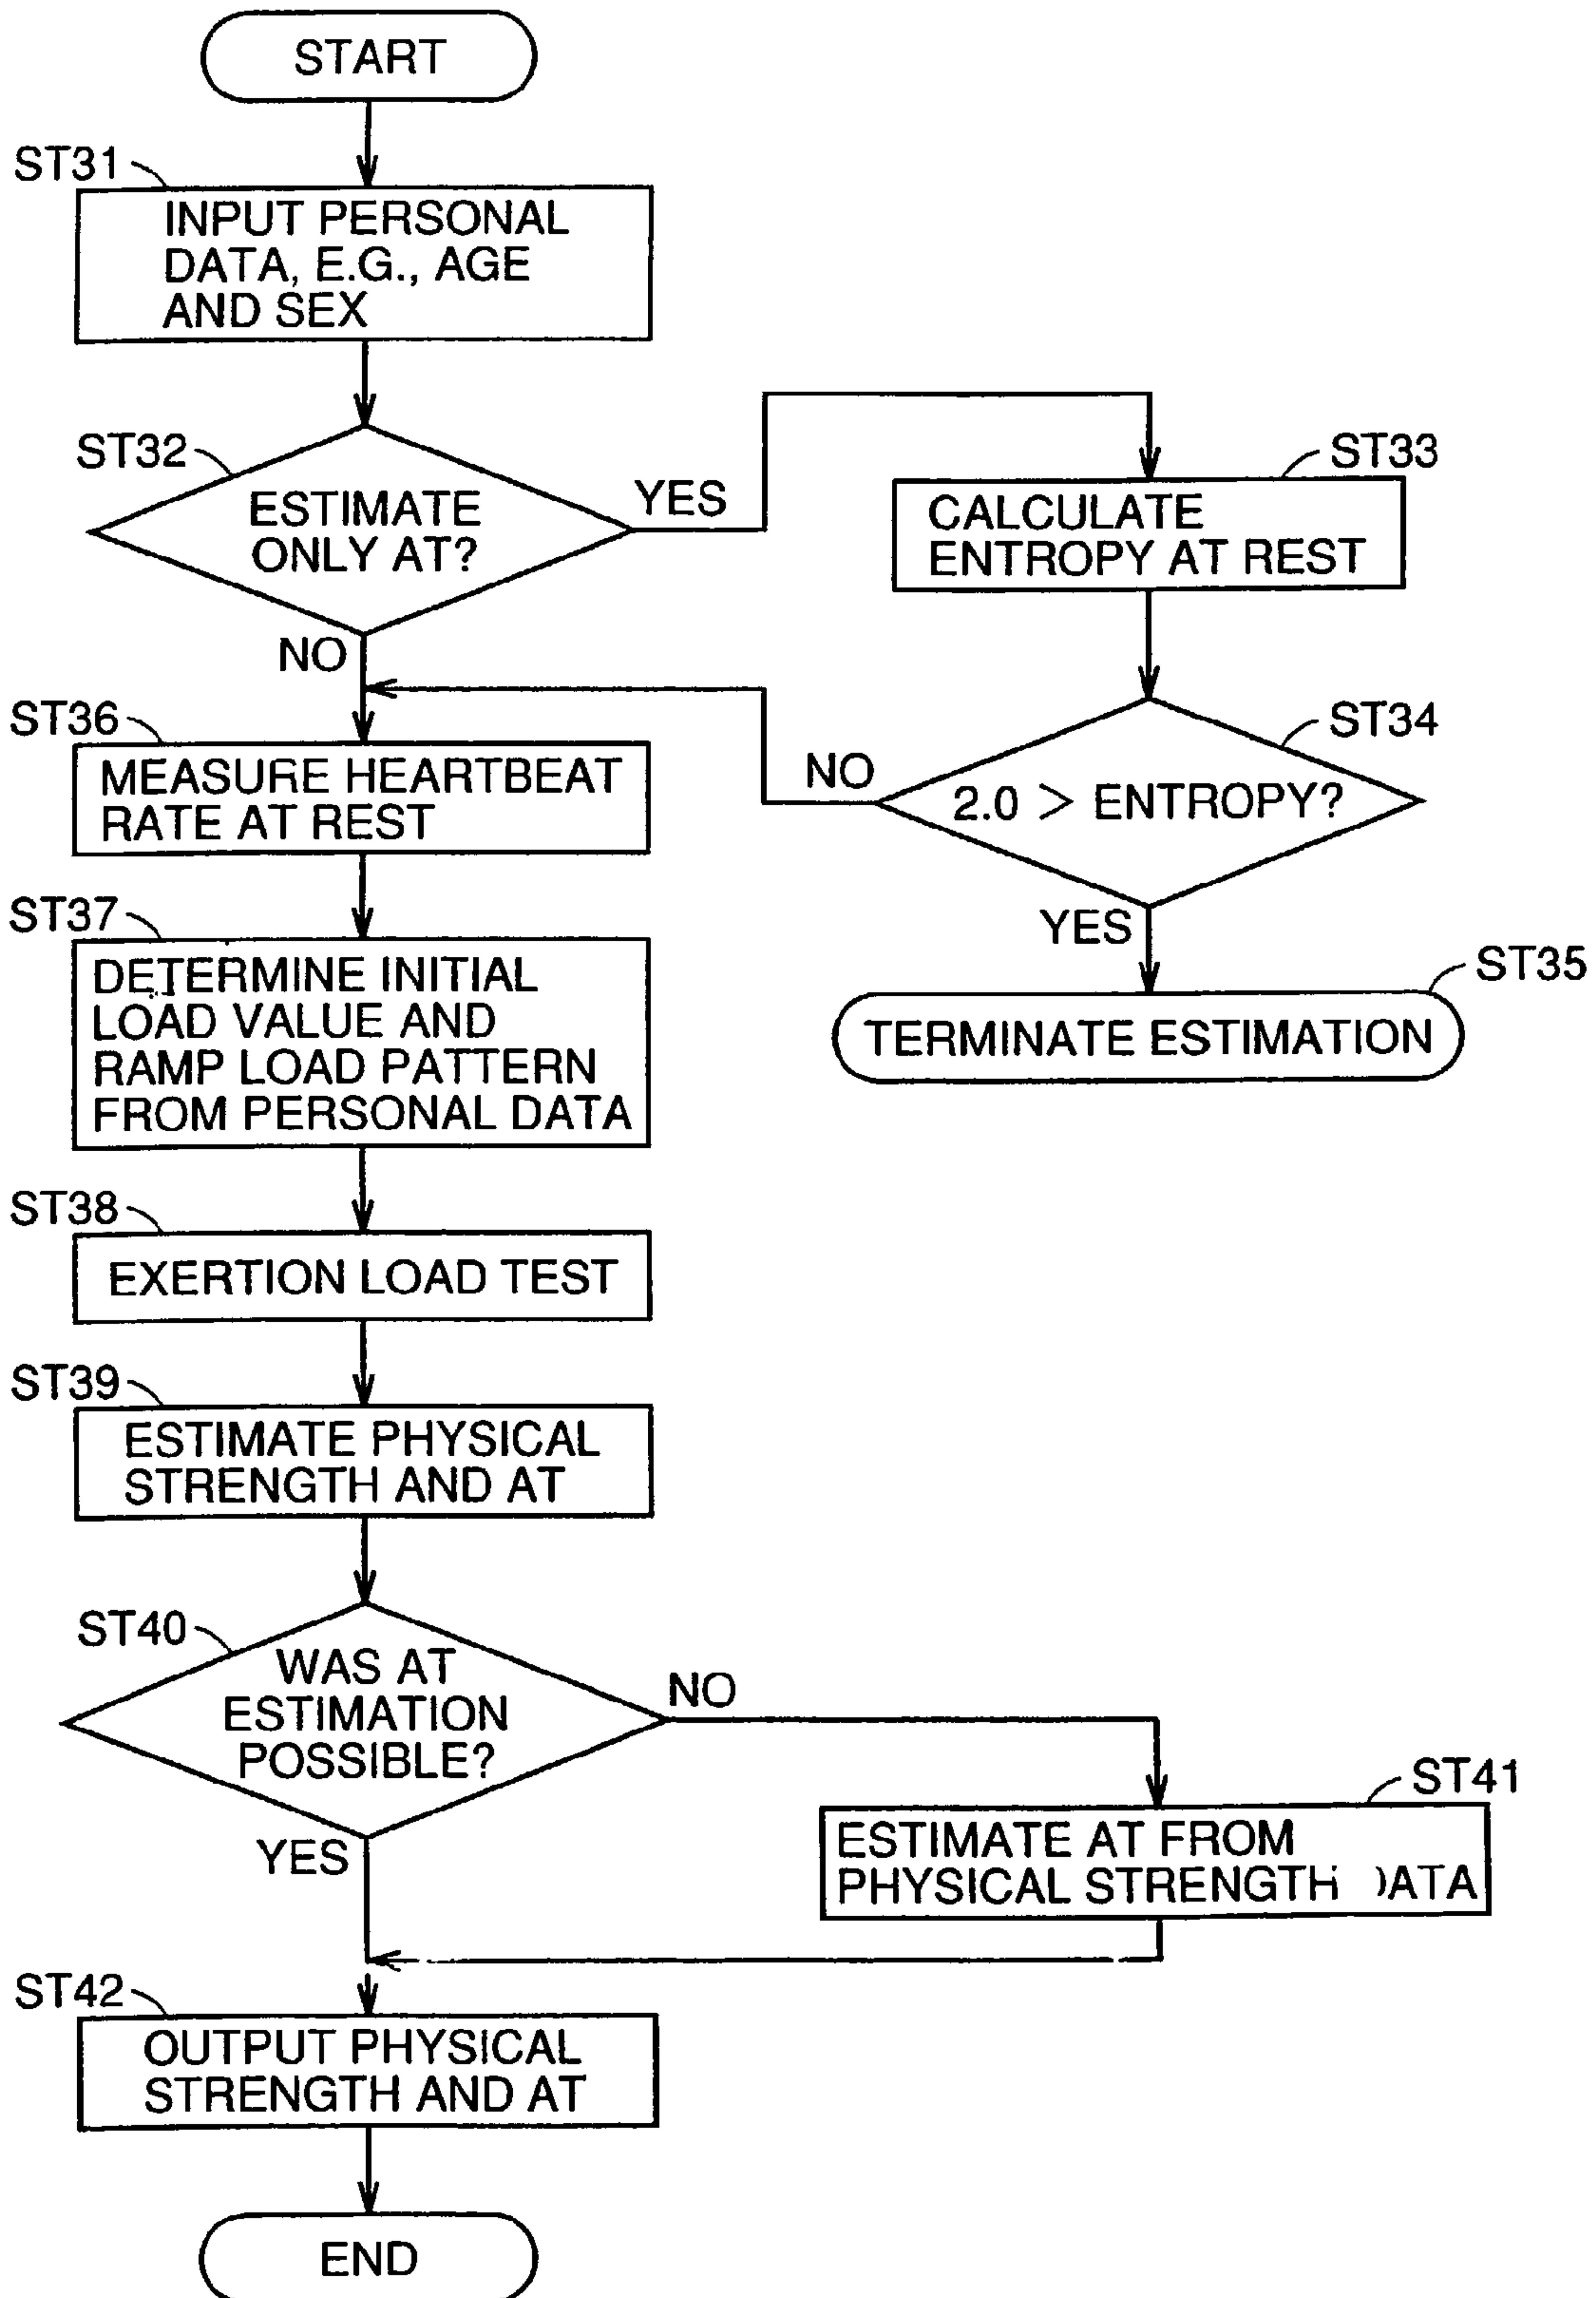 START
ST31
INPUT PERSONAL
DATA, E.G., AGE
AND SEX
ST32
ESTIMATE
ONLY AT?
YES
NO
ST33
CALCULATE
ENTROPY AT REST
ST34
2.0 > ENTROPY?
NO
YES
ST35
TERMINATE ESTIMATION
ST36
MEASURE HEARTBEAT
RATE AT REST
ST37
DETERMINE INITIAL
LOAD VALUE AND
RAMP LOAD PATTERN
FROM PERSONAL DATA
ST38
EXERTION LOAD TEST
ST39
ESTIMATE PHYSICAL
STRENGTH AND AT
ST40
WAS AT
ESTIMATION
POSSIBLE?
NO
YES
ST41
ESTIMATE AT FROM
PHYSICAL STRENGTH DATA
ST42
OUTPUT PHYSICAL
STRENGTH AND AT
END